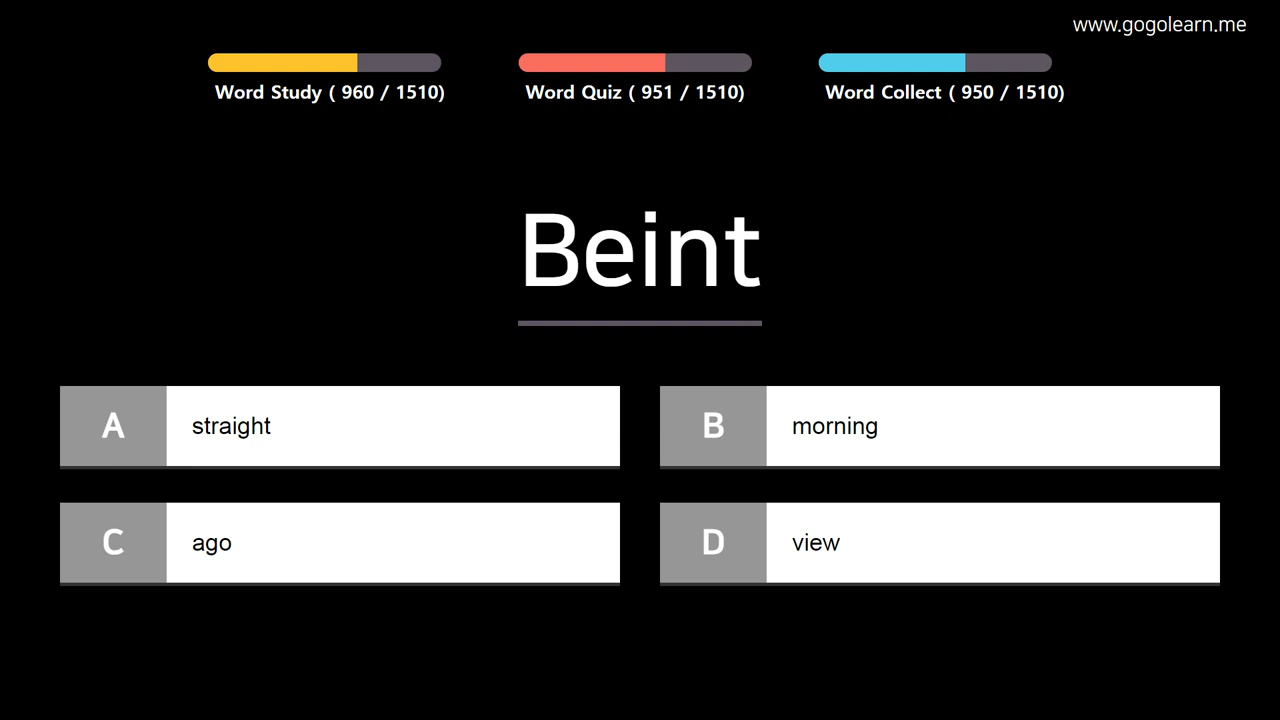 www.gogolearn.me
Word Study ( 960 / 1510)
Word Quiz ( 951 / 1510)
Word Collect ( 950 / 1510)
Beint
A straight
B morning
C ago
D view